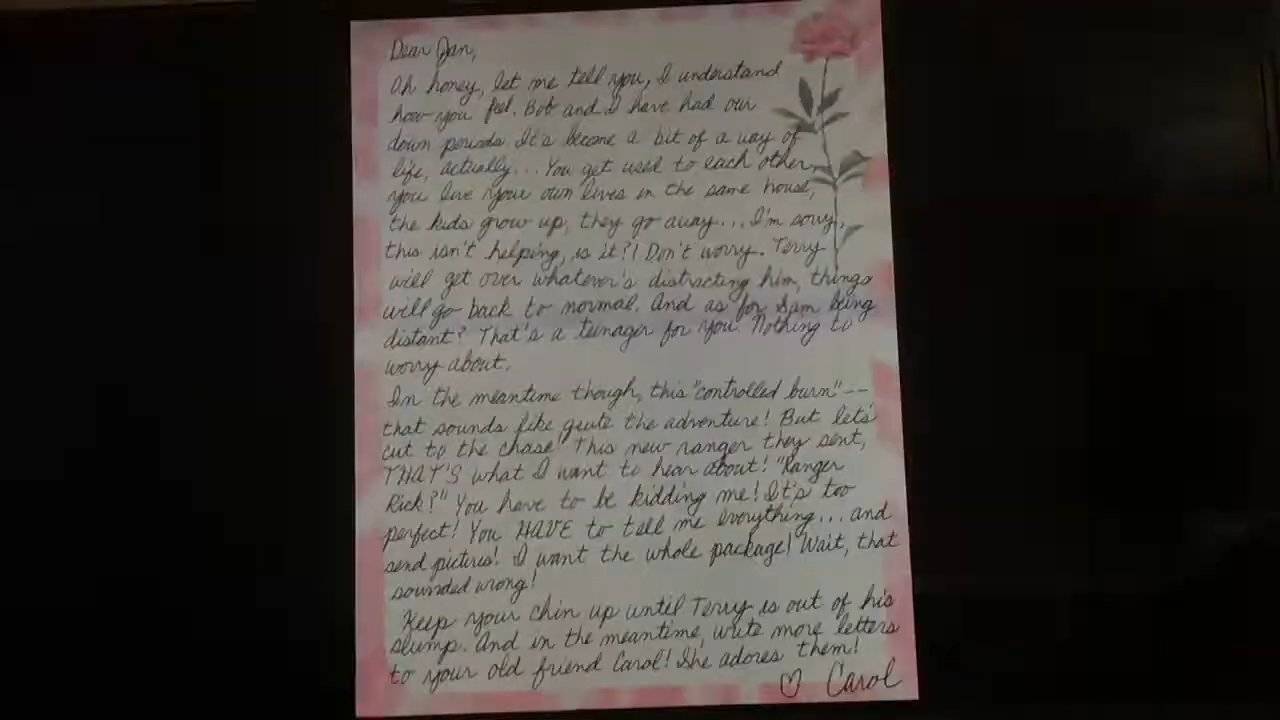 Dear Jan,
Oh honey, let me tell you, I understand
how you feel. Bob and I have had our
down periods. It's become a bit of a way of
life, actually... You get used to each other,
you live your own lives in the same house,
the kids grow up, they go away... I'm sorry,
this isn't helping, is it?! Don't worry. Terry
will get over whatever's distracting him, things
will go back to normal. And as for Sam being
distant? That's a teenager for you. Nothing to
worry about.
In the meantime though, this "controlled burn"--
that sounds like quite the adventure! But let's
cut to the chase! This new ranger they sent,
THAT'S what I want to hear about! "Ranger
Rick?" You have to be kidding me! It's too
perfect! You HAVE to tell me everything... and
send pictures! I want the whole package! Wait, that
sounded wrong!
Keep your chin up until Terry is out of his
slump. And in the meantime, write more letters
to your old friend Carol! She adores them!
♡ Carol